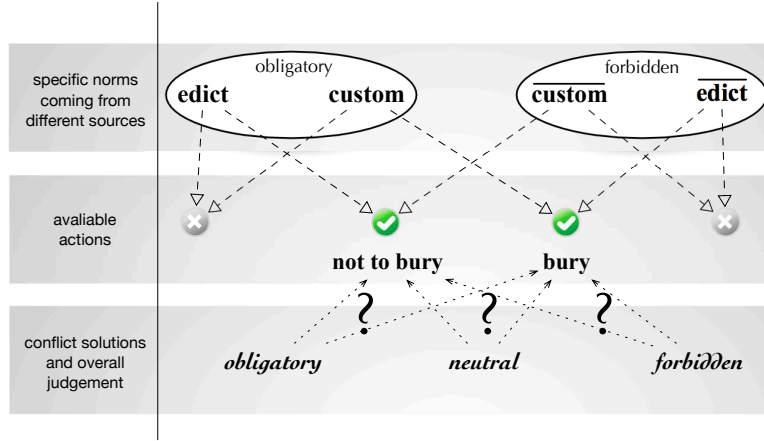 specific norms
coming from
different sources
obligatory
edict custom
forbidden
custom edict
avaliable
actions
not to bury bury
? ? ?
conflict solutions
and overall
judgement
obligatory neutral forbidden